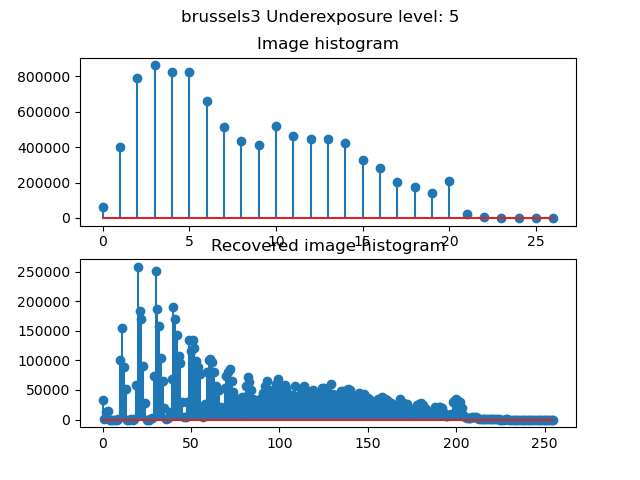 brussels3 Underexposure level: 5
Image histogram
800000
600000
400000
200000
0
0 5 10 15 20 25
Recovered image histogram
250000
200000
150000
100000
50000
0
0 50 100 150 200 250